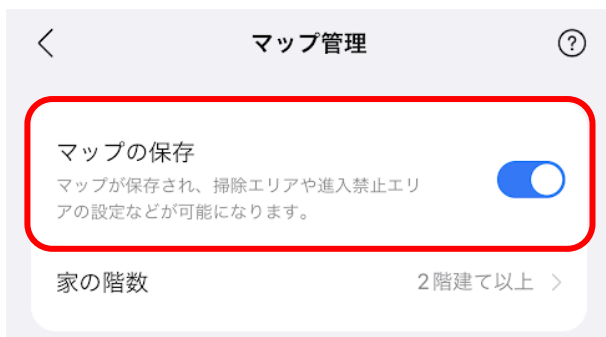 マップ管理
?
マップの保存
マップが保存され、掃除エリアや進入禁止エリ
アの設定などが可能になります。
家の階数 2階建て以上